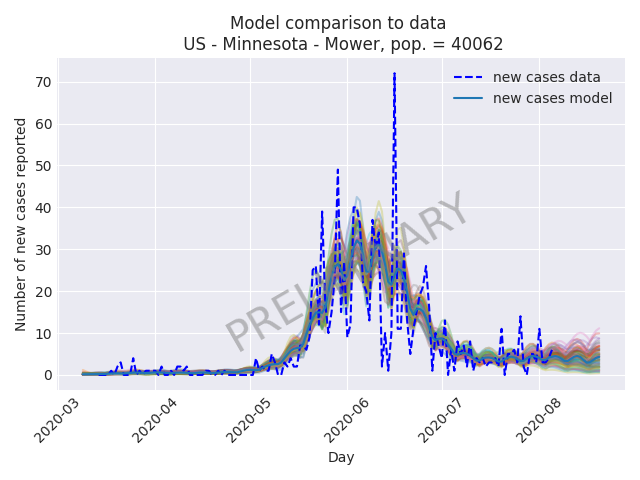 Model comparison to data
US - Minnesota - Mower, pop. = 40062
new cases data
new cases model
Number of new cases reported
70
60
50
40
30
20
10
0
PRELIMINARY
2020-03
2020-04
2020-05
2020-06
2020-07
2020-08
Day